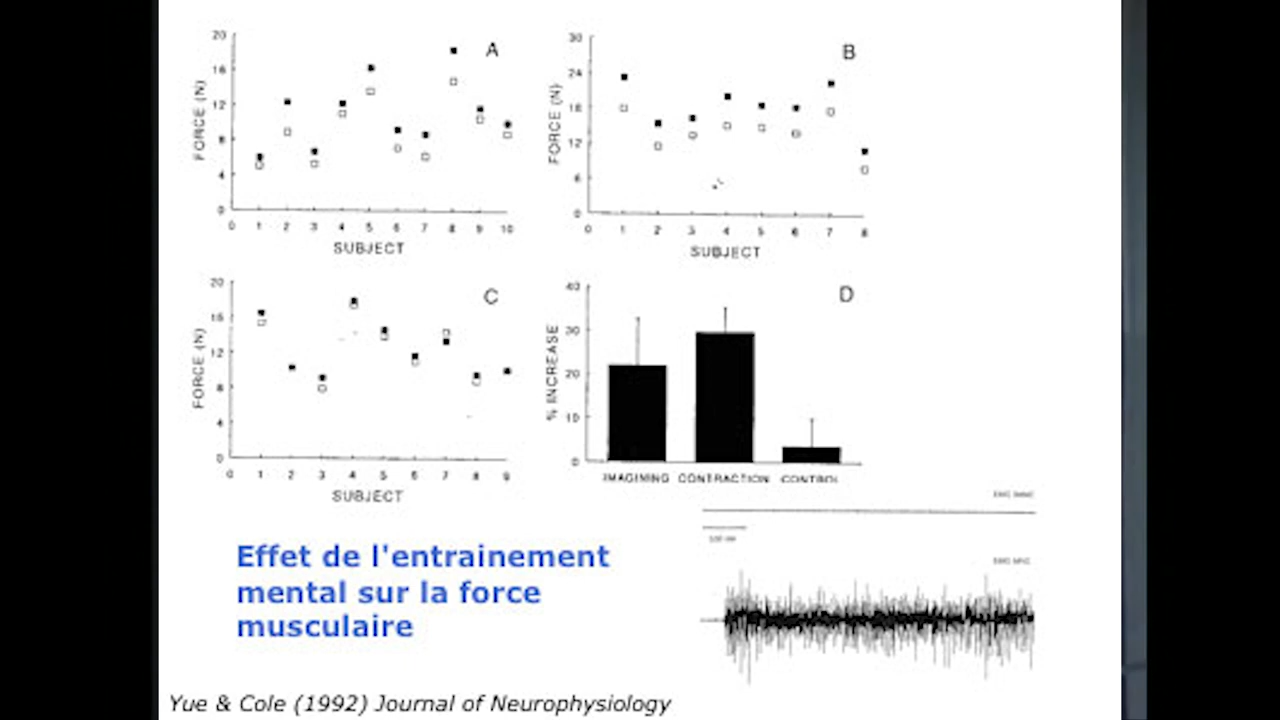 A
FORCE (N)
20
16
12
8
4
0
0 1 2 3 4 5 6 7 8 9 10
SUBJECT
B
FORCE (N)
30
24
18
12
6
0
0 1 2 3 4 5 6 7 8
SUBJECT
C
FORCE (N)
20
16
12
8
4
0
0 1 2 3 4 5 6 7 8 9
SUBJECT
D
% INCREASE
40
30
20
10
0
IMAGINING CONTRACTION CONTROL
Effet de l'entrainement
mental sur la force
musculaire
Yue & Cole (1992) Journal of Neurophysiology